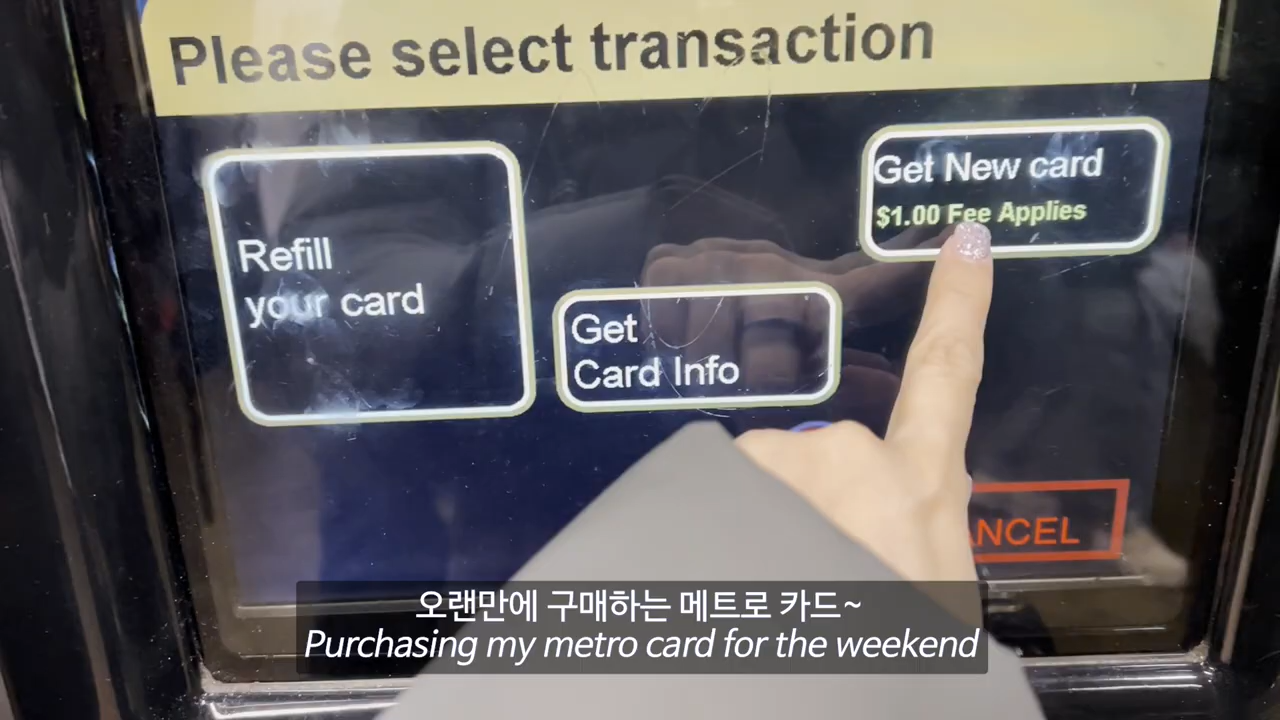 Please select transaction
Get New card
$1.00 Fee Applies
Refill
your card
Get
Card Info
ANCEL
오랜만에 구매하는 메트로 카드~
Purchasing my metro card for the weekend